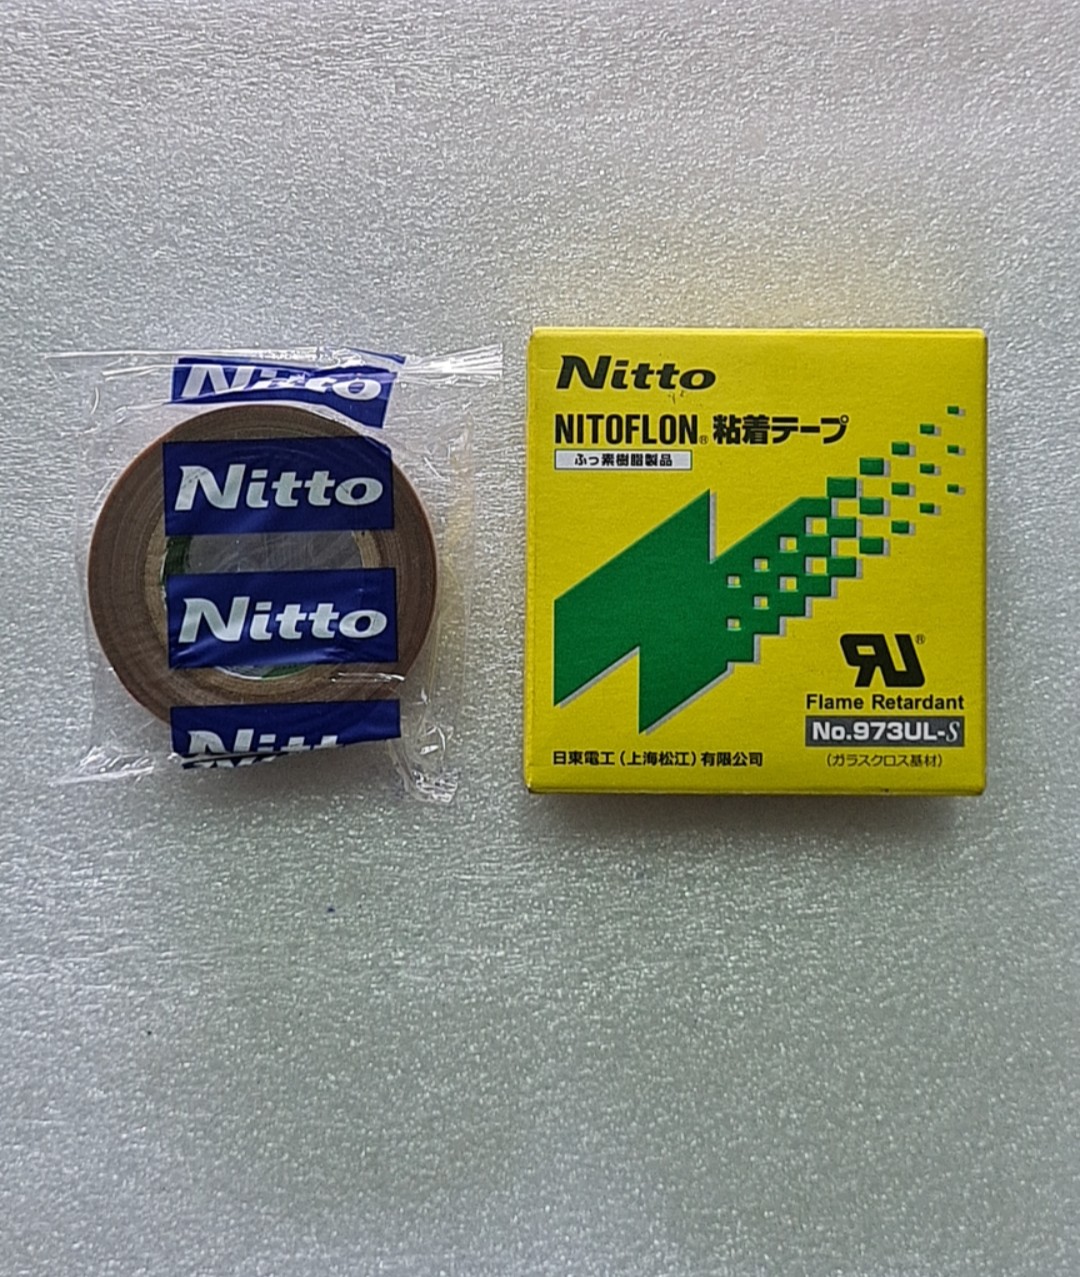 Nitto
Nitto
Nitto
Nitto
Nitto
NITOFLON® 粘着テープ
ふっ素樹脂製品
RU®
Flame Retardant
No.973UL-S
日東電工(上海松江)有限公司
(ガラスクロス基材)